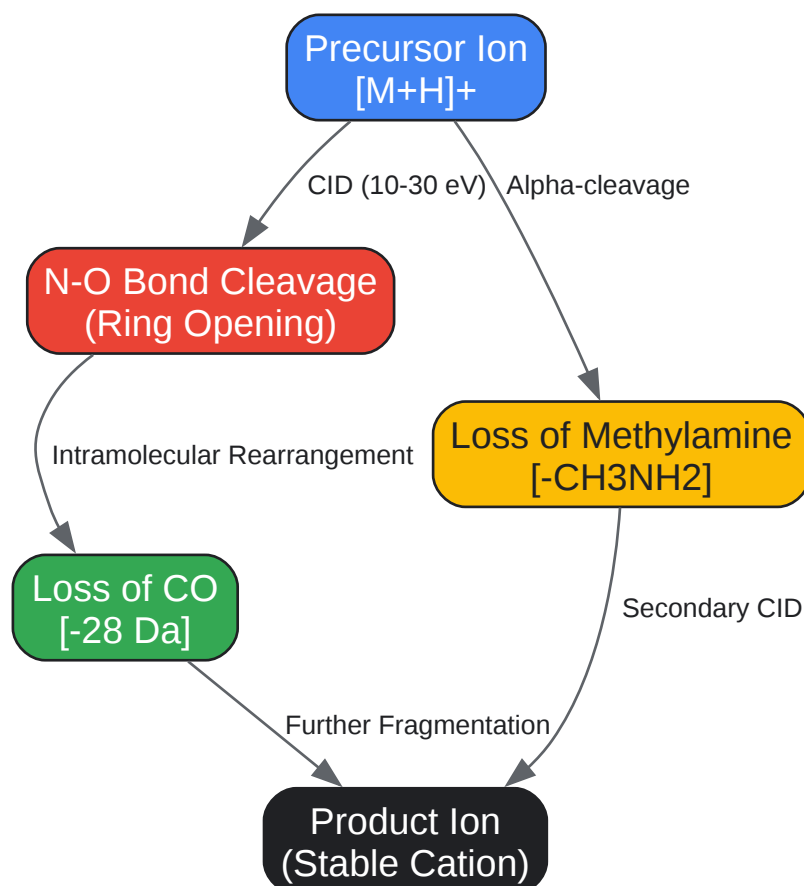 Precursor Ion
[M+H]+
CID (10-30 eV)
Alpha-cleavage
N-O Bond Cleavage
(Ring Opening)
Loss of Methylamine
[-CH3NH2]
Intramolecular Rearrangement
Loss of CO
[-28 Da]
Secondary CID
Further Fragmentation
Product Ion
(Stable Cation)